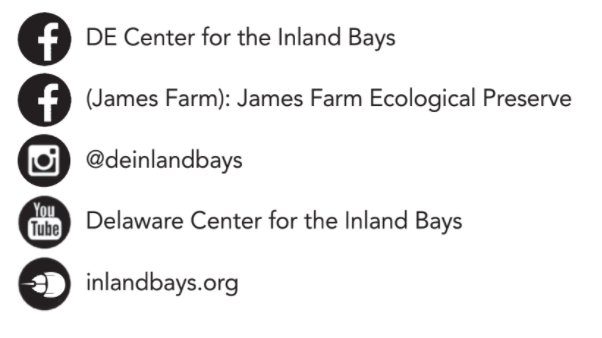 DE Center for the Inland Bays
(James Farm): James Farm Ecological Preserve
@deinlandbays
You
Tube
Delaware Center for the Inland Bays
inlandbays.org